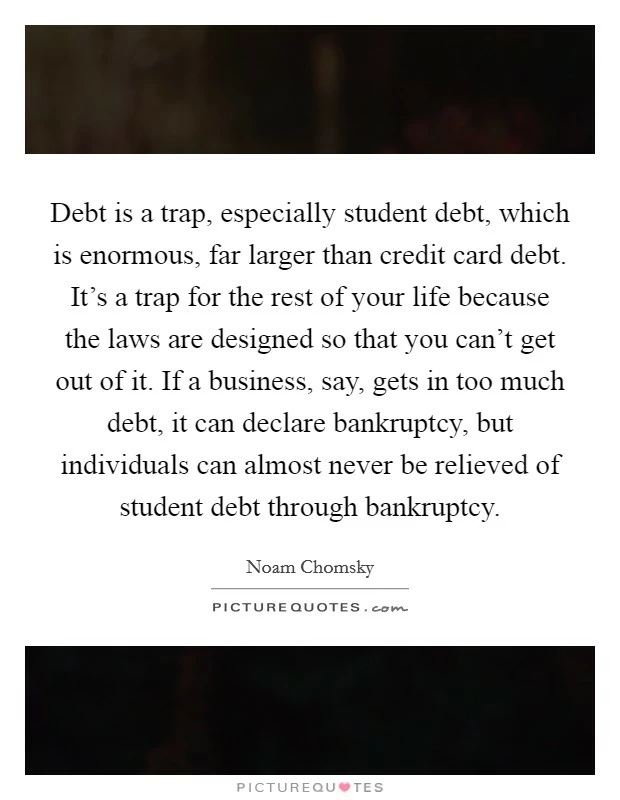 Debt is a trap, especially student debt, which
is enormous, far larger than credit card debt.
It’s a trap for the rest of your life because
the laws are designed so that you can’t get
out of it. If a business, say, gets in too much
debt, it can declare bankruptcy, but
individuals can almost never be relieved of
student debt through bankruptcy.
Noam Chomsky
PICTUREQUOTES.com
PICTUREQUOTES